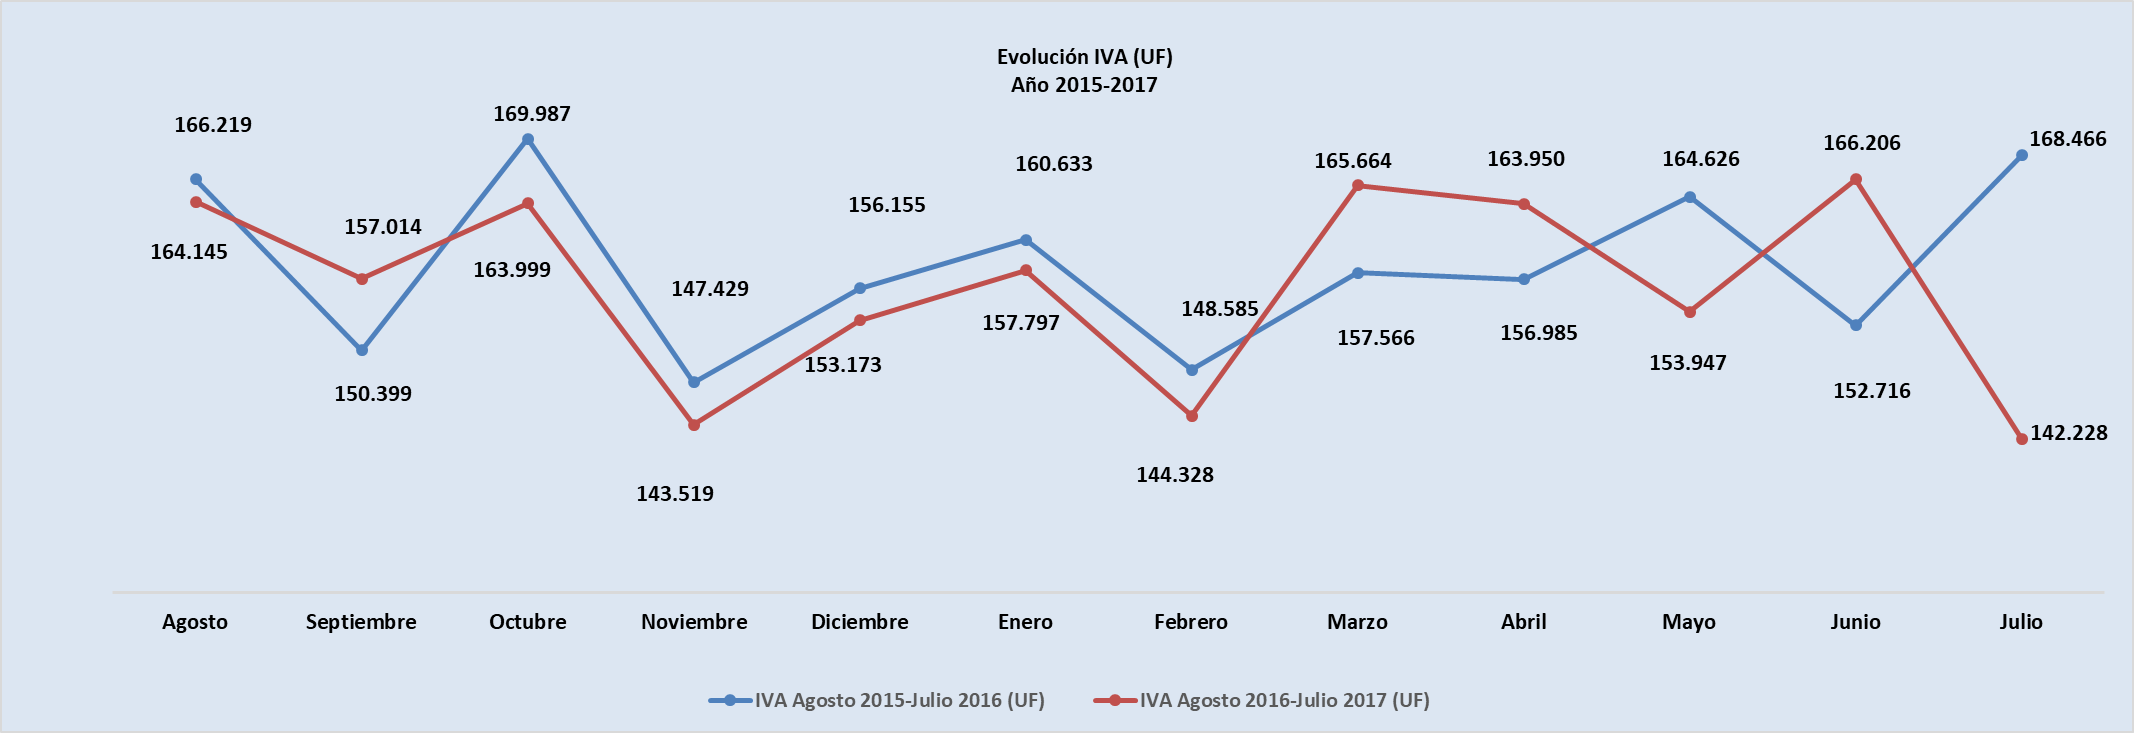 Evolución IVA (UF)
Año 2015-2017
166.219
157.014
169.987
147.429
156.155
160.633
148.585
165.664
163.950
164.626
166.206
168.466
164.145
150.399
163.999
143.519
153.173
157.797
144.328
157.566
156.985
153.947
152.716
142.228
Agosto
Septiembre
Octubre
Noviembre
Diciembre
Enero
Febrero
Marzo
Abril
Mayo
Junio
Julio
IVA Agosto 2015-Julio 2016 (UF)
IVA Agosto 2016-Julio 2017 (UF)